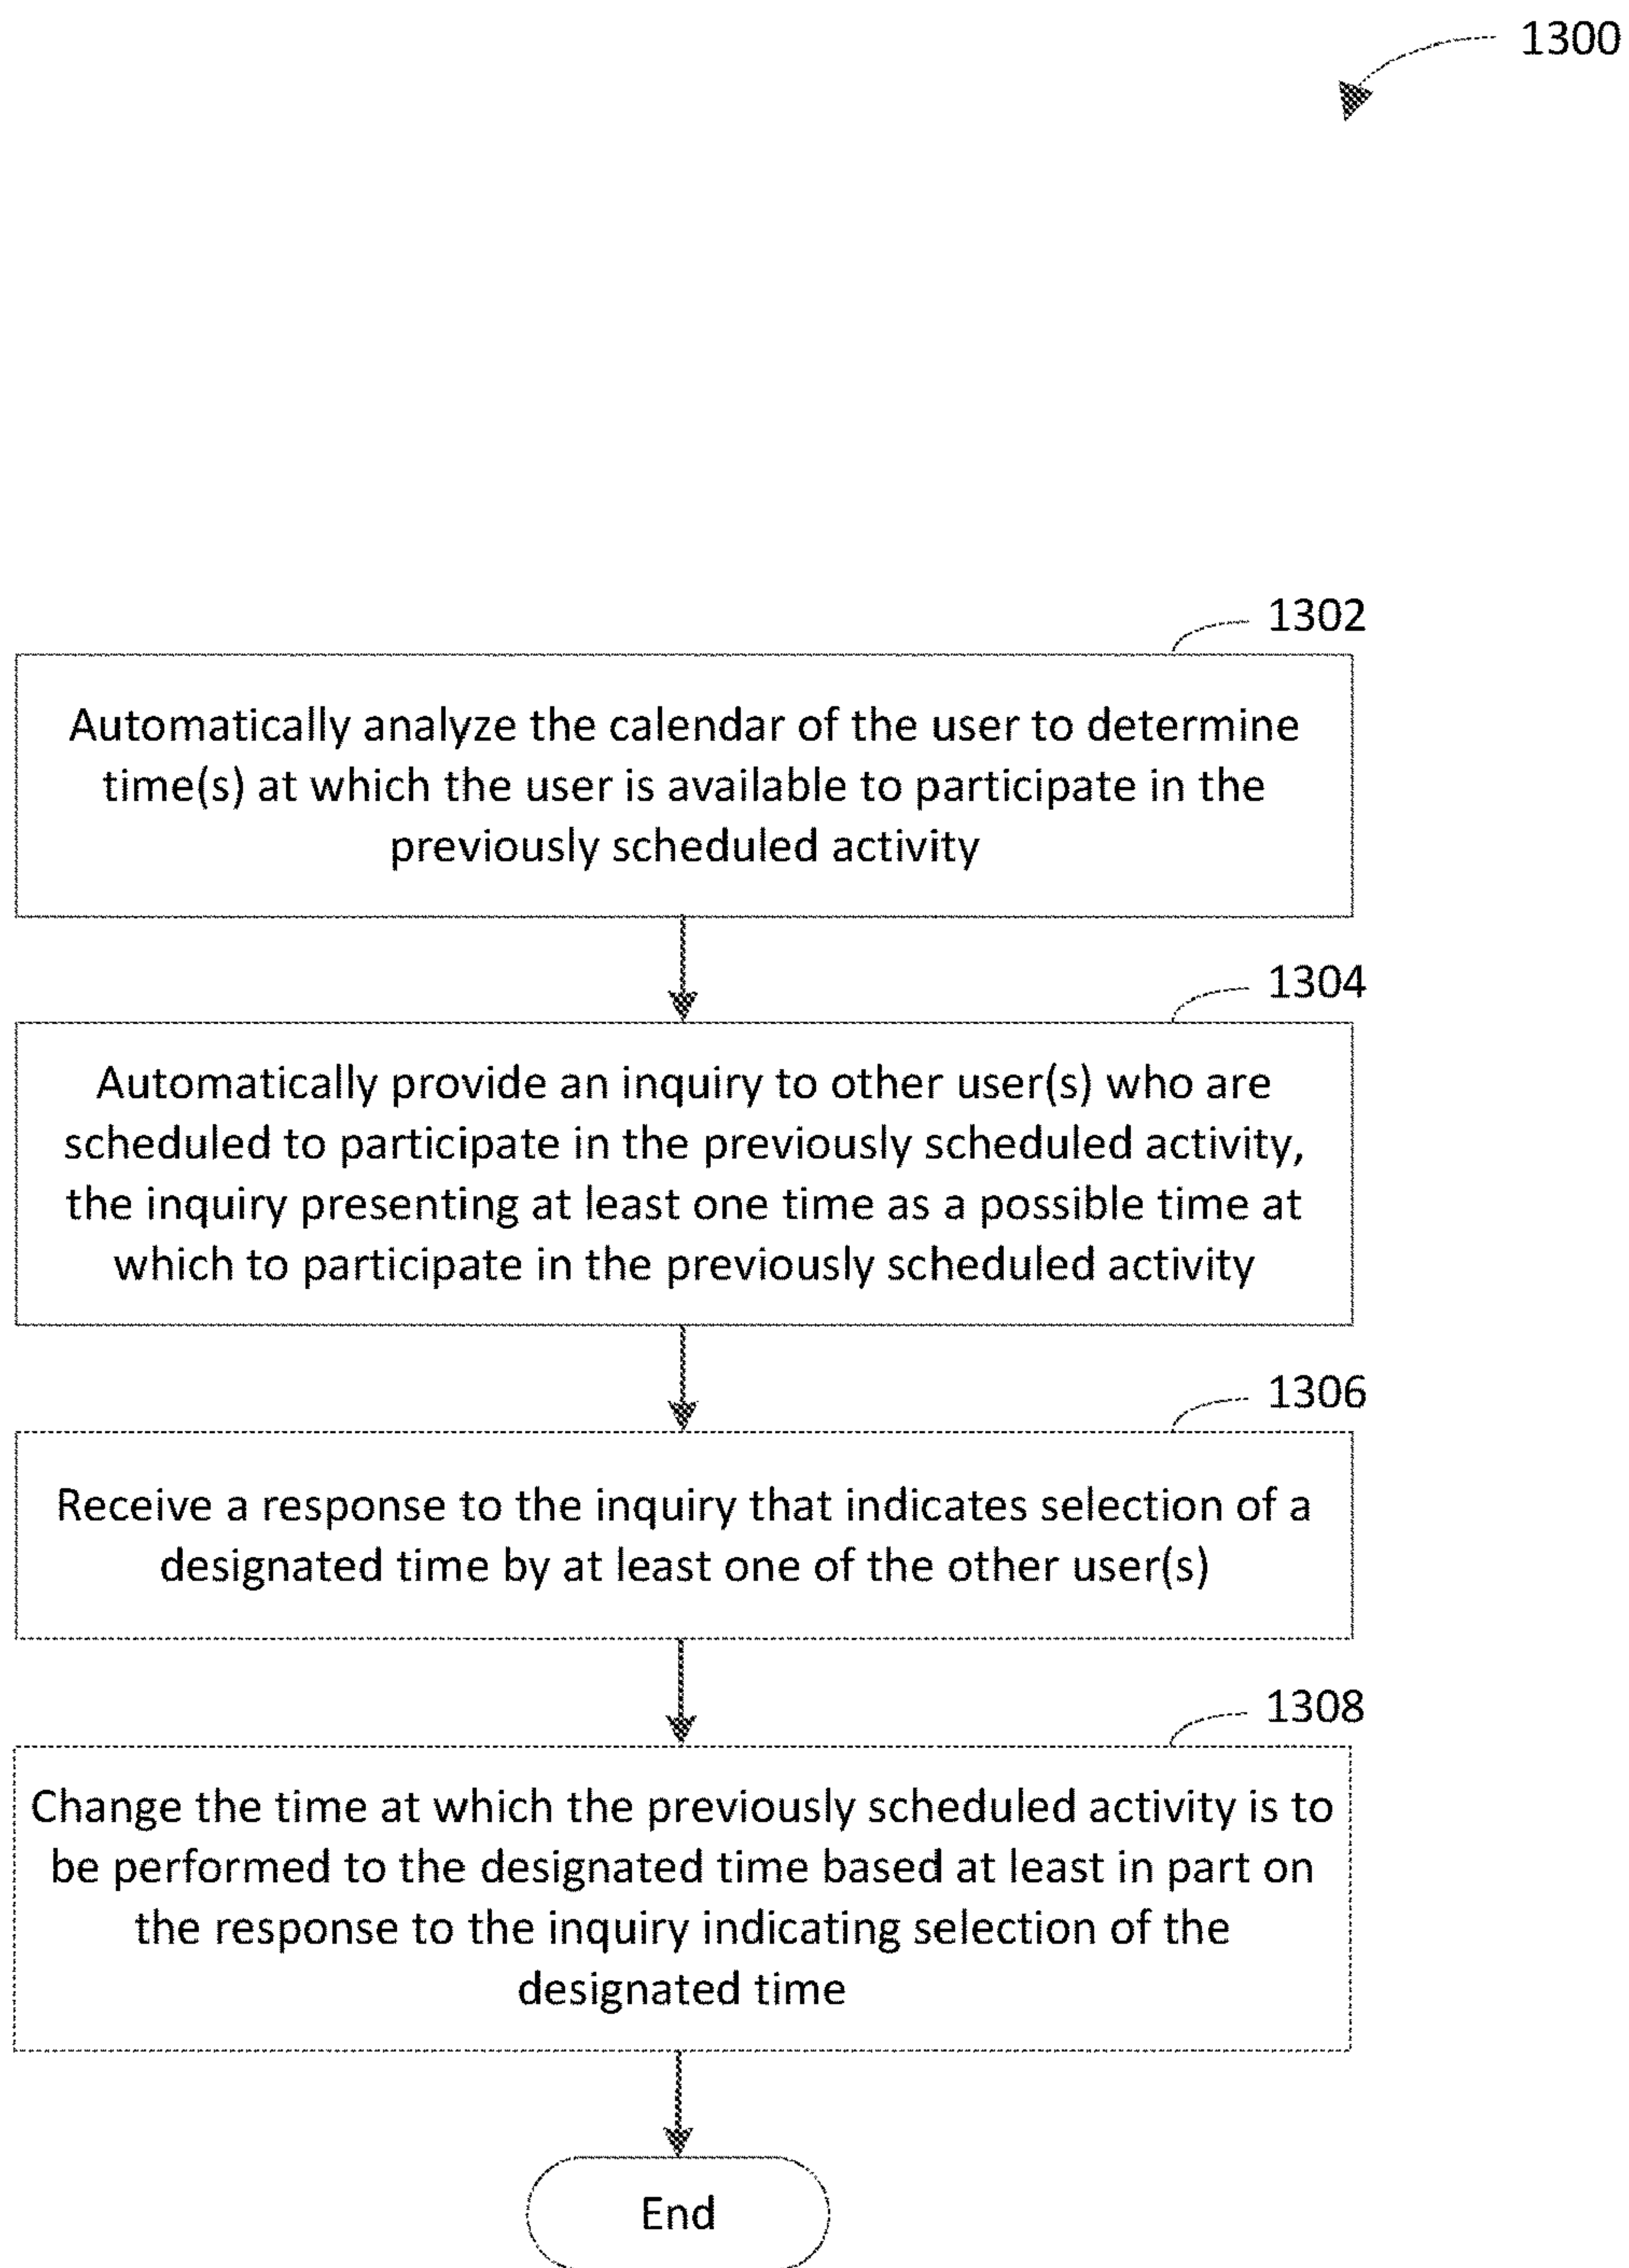 1300
1302
Automatically analyze the calendar of the user to determine
time(s) at which the user is available to participate in the
previously scheduled activity
1304
Automatically provide an inquiry to other user(s) who are
scheduled to participate in the previously scheduled activity,
the inquiry presenting at least one time as a possible time at
which to participate in the previously scheduled activity
1306
Receive a response to the inquiry that indicates selection of a
designated time by at least one of the other user(s)
1308
Change the time at which the previously scheduled activity is to
be performed to the designated time based at least in part on
the response to the inquiry indicating selection of the
designated time
End